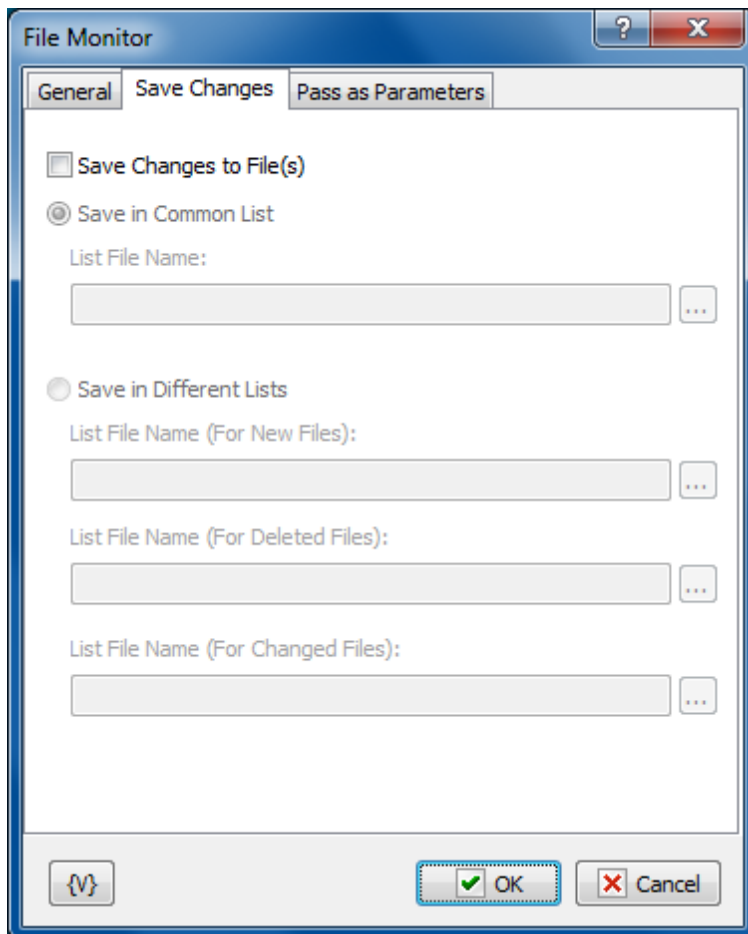 File Monitor
?
General Save Changes Pass as Parameters
Save Changes to File(s)
Save in Common List
List File Name:
...
Save in Different Lists
List File Name (For New Files):
...
List File Name (For Deleted Files):
...
List File Name (For Changed Files):
...
{V} OK Cancel